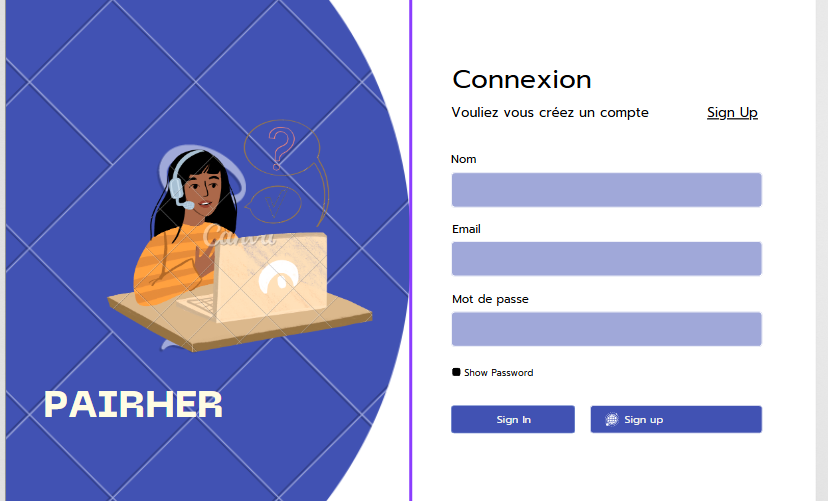 Connexion
Vouliez vous créez un compte Sign Up
Nom
Canva
Email
Mot de passe
Show Password
PAIRHER
Sign In
Sign up